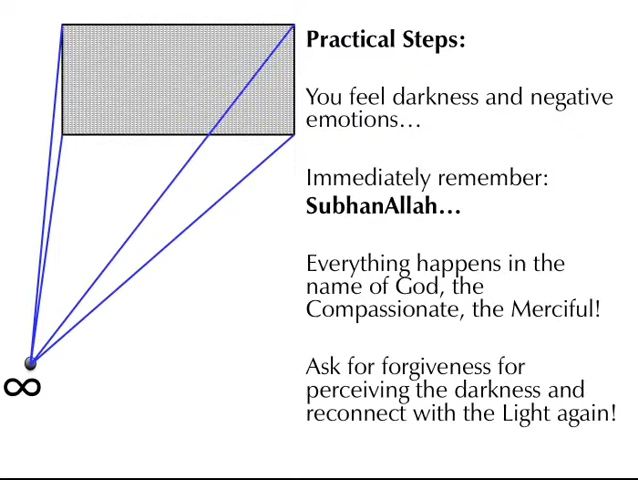 Practical Steps:
You feel darkness and negative
emotions…
Immediately remember:
SubhanAllah…
Everything happens in the
name of God, the
Compassionate, the Merciful!
Ask for forgiveness for
perceiving the darkness and
reconnect with the Light again!
∞